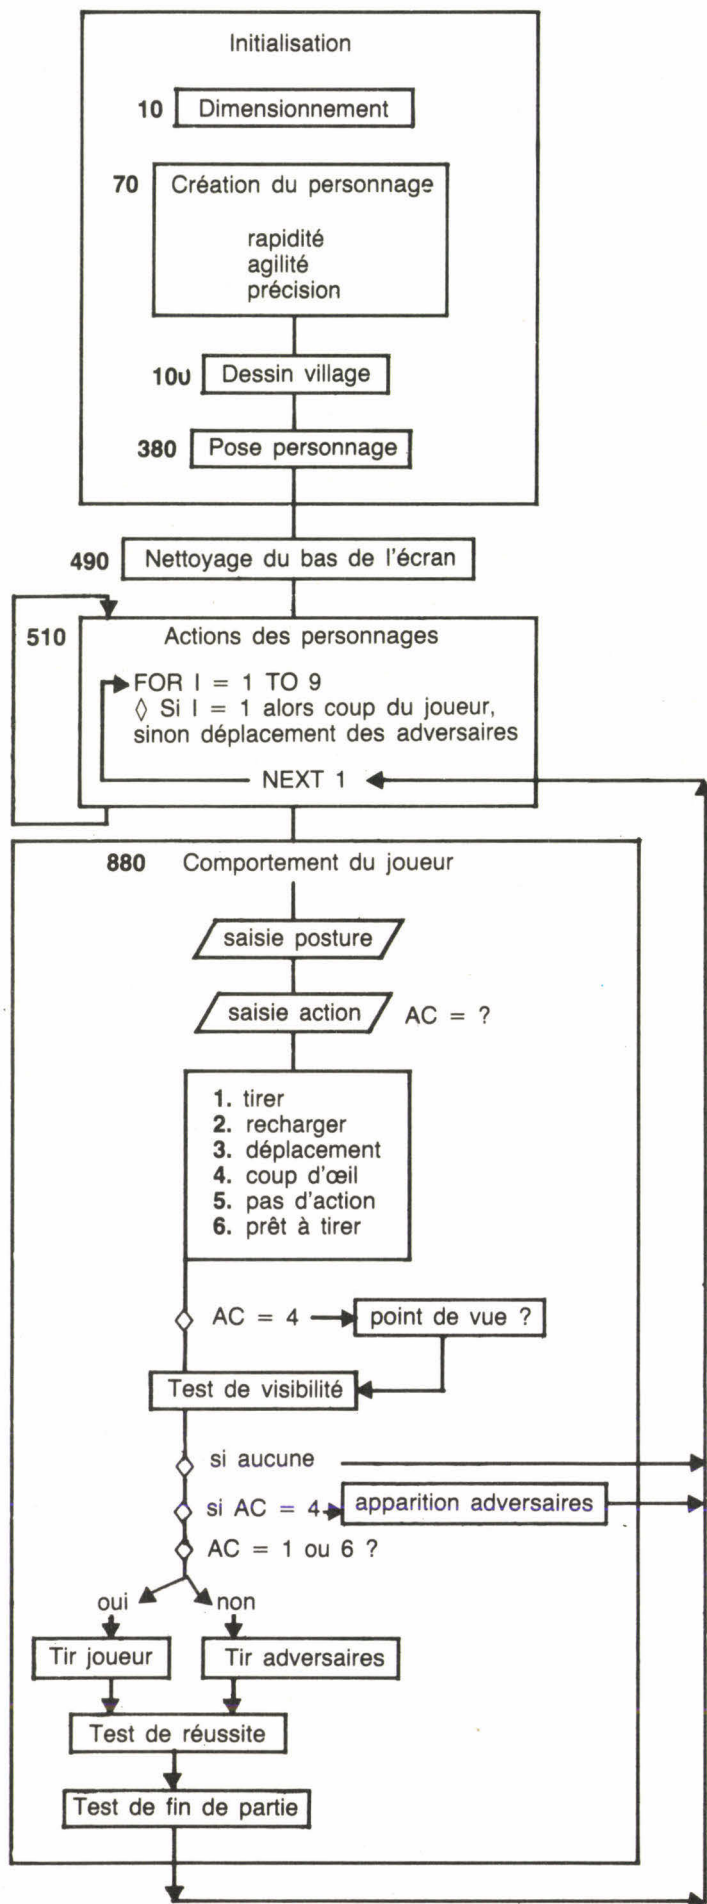 Initialisation
10 Dimensionnement
70 Création du personnage
rapidité
agilité
précision
100 Dessin village
380 Pose personnage
490 Nettoyage du bas de l'écran
510 Actions des personnages
FOR I = 1 TO 9
◊ Si I = 1 alors coup du joueur,
sinon déplacement des adversaires
NEXT 1
880 Comportement du joueur
saisie posture
saisie action AC = ?
1. tirer
2. recharger
3. déplacement
4. coup d'œil
5. pas d'action
6. prêt à tirer
AC = 4 point de vue ?
Test de visibilité
si aucune
si AC = 4 apparition adversaires
AC = 1 ou 6 ?
oui non
Tir joueur Tir adversaires
Test de réussite
Test de fin de partie